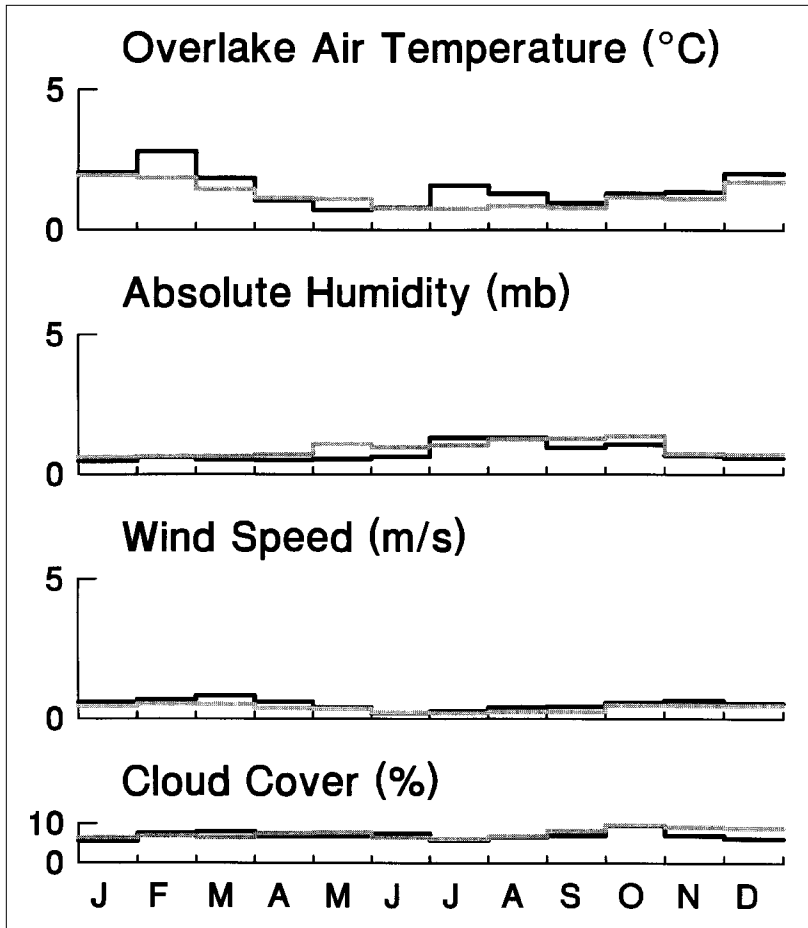 Overlake Air Temperature (°C)
5
0
Absolute Humidity (mb)
5
0
Wind Speed (m/s)
5
0
Cloud Cover (%)
10
0
J F M A M J J A S O N D